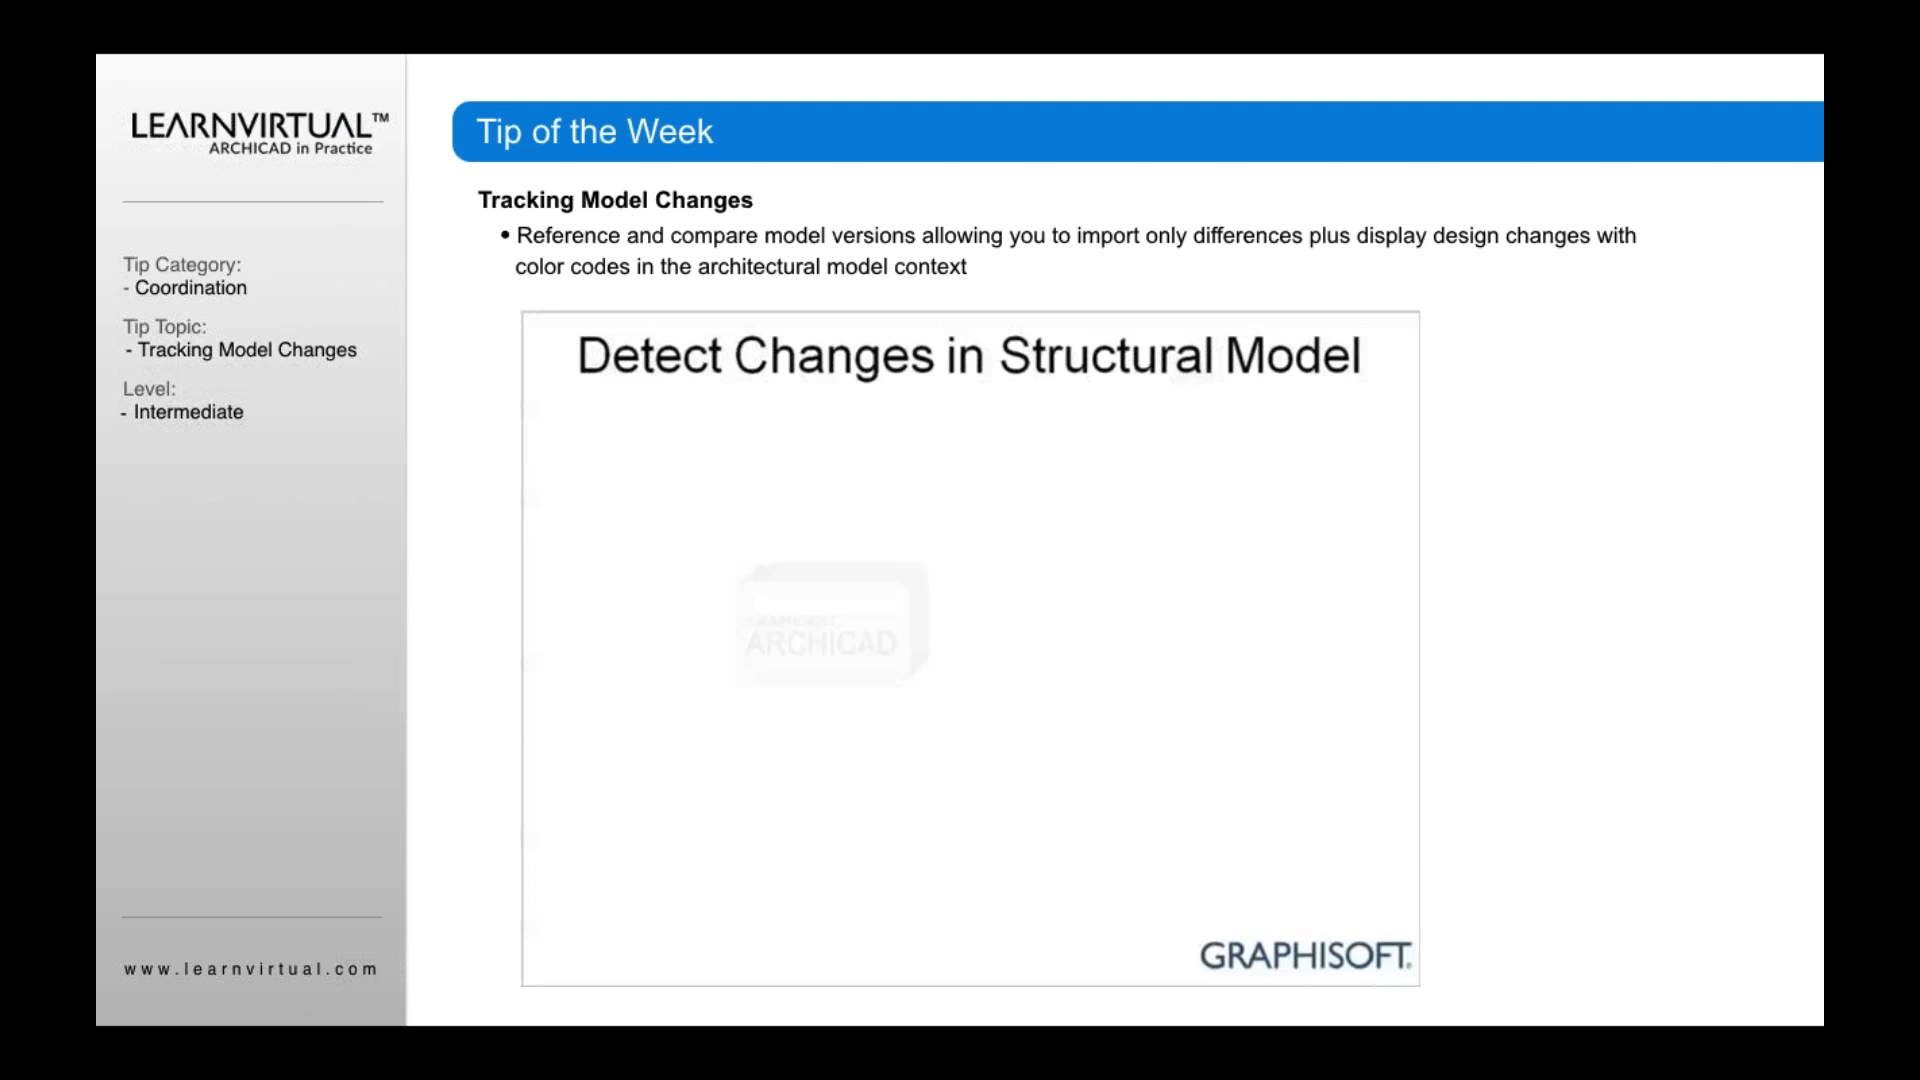 LEARNVIRTUAL™
ARCHICAD in Practice
Tip Category:
- Coordination
Tip Topic:
- Tracking Model Changes
Level:
- Intermediate
www.learnvirtual.com
Tip of the Week
Tracking Model Changes
• Reference and compare model versions allowing you to import only differences plus display design changes with
color codes in the architectural model context
Detect Changes in Structural Model
GRAPHISOFT
ARCHICAD
GRAPHISOFT.